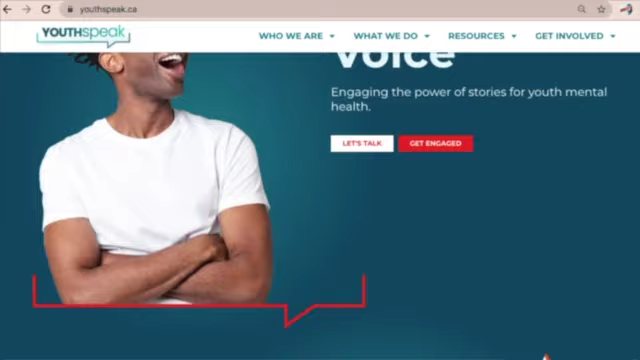 youthspeak.ca
YOUTHspeak
WHO WE ARE
WHAT WE DO
RESOURCES
GET INVOLVED
voice
Engaging the power of stories for youth mental
health.
LET'S TALK
GET ENGAGED